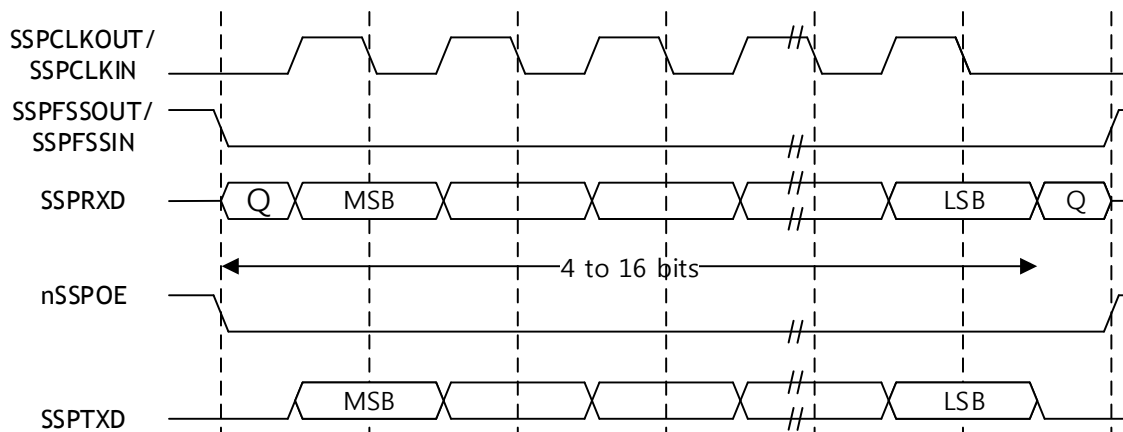 SSPCLKOUT/
SSPCLKIN
SSPFSSOUT/
SSPFSSIN
SSPRXD
Q
MSB
LSB
Q
4 to 16 bits
nSSPOE
SSPTXD
MSB
LSB